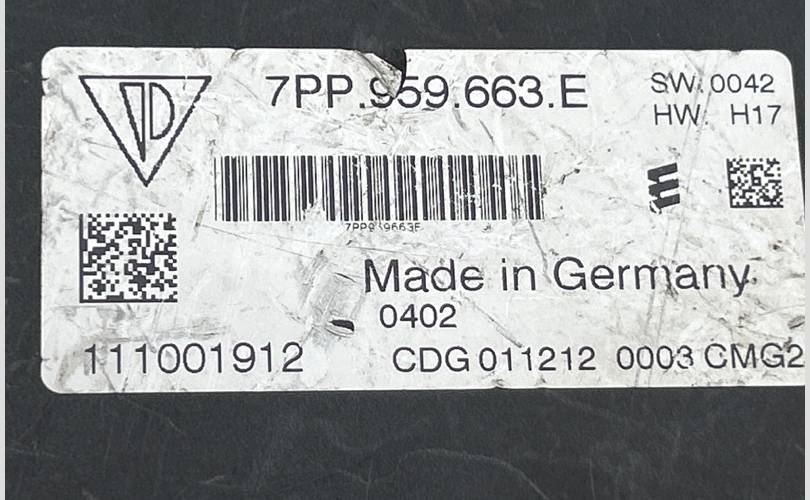 7PP.959.663.E
SW.0042
HW: H17
7PP959663E
Made in Germany
0402
111001912
CDG 011212 0003 CMG2